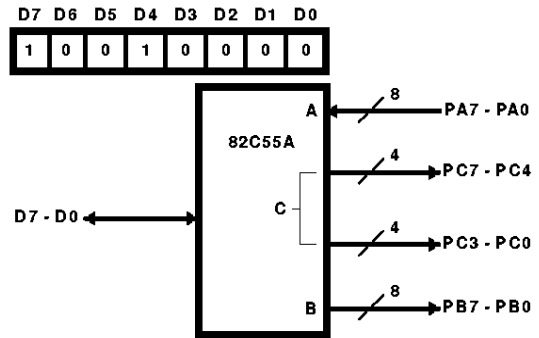 D7 D6 D5 D4 D3 D2 D1 D0
1 0 0 1 0 0 0 0
8
A PA7 - PA0
82C55A
4
PC7 - PC4
C
D7 - D0
4
PC3 - PC0
8
B PB7 - PB0